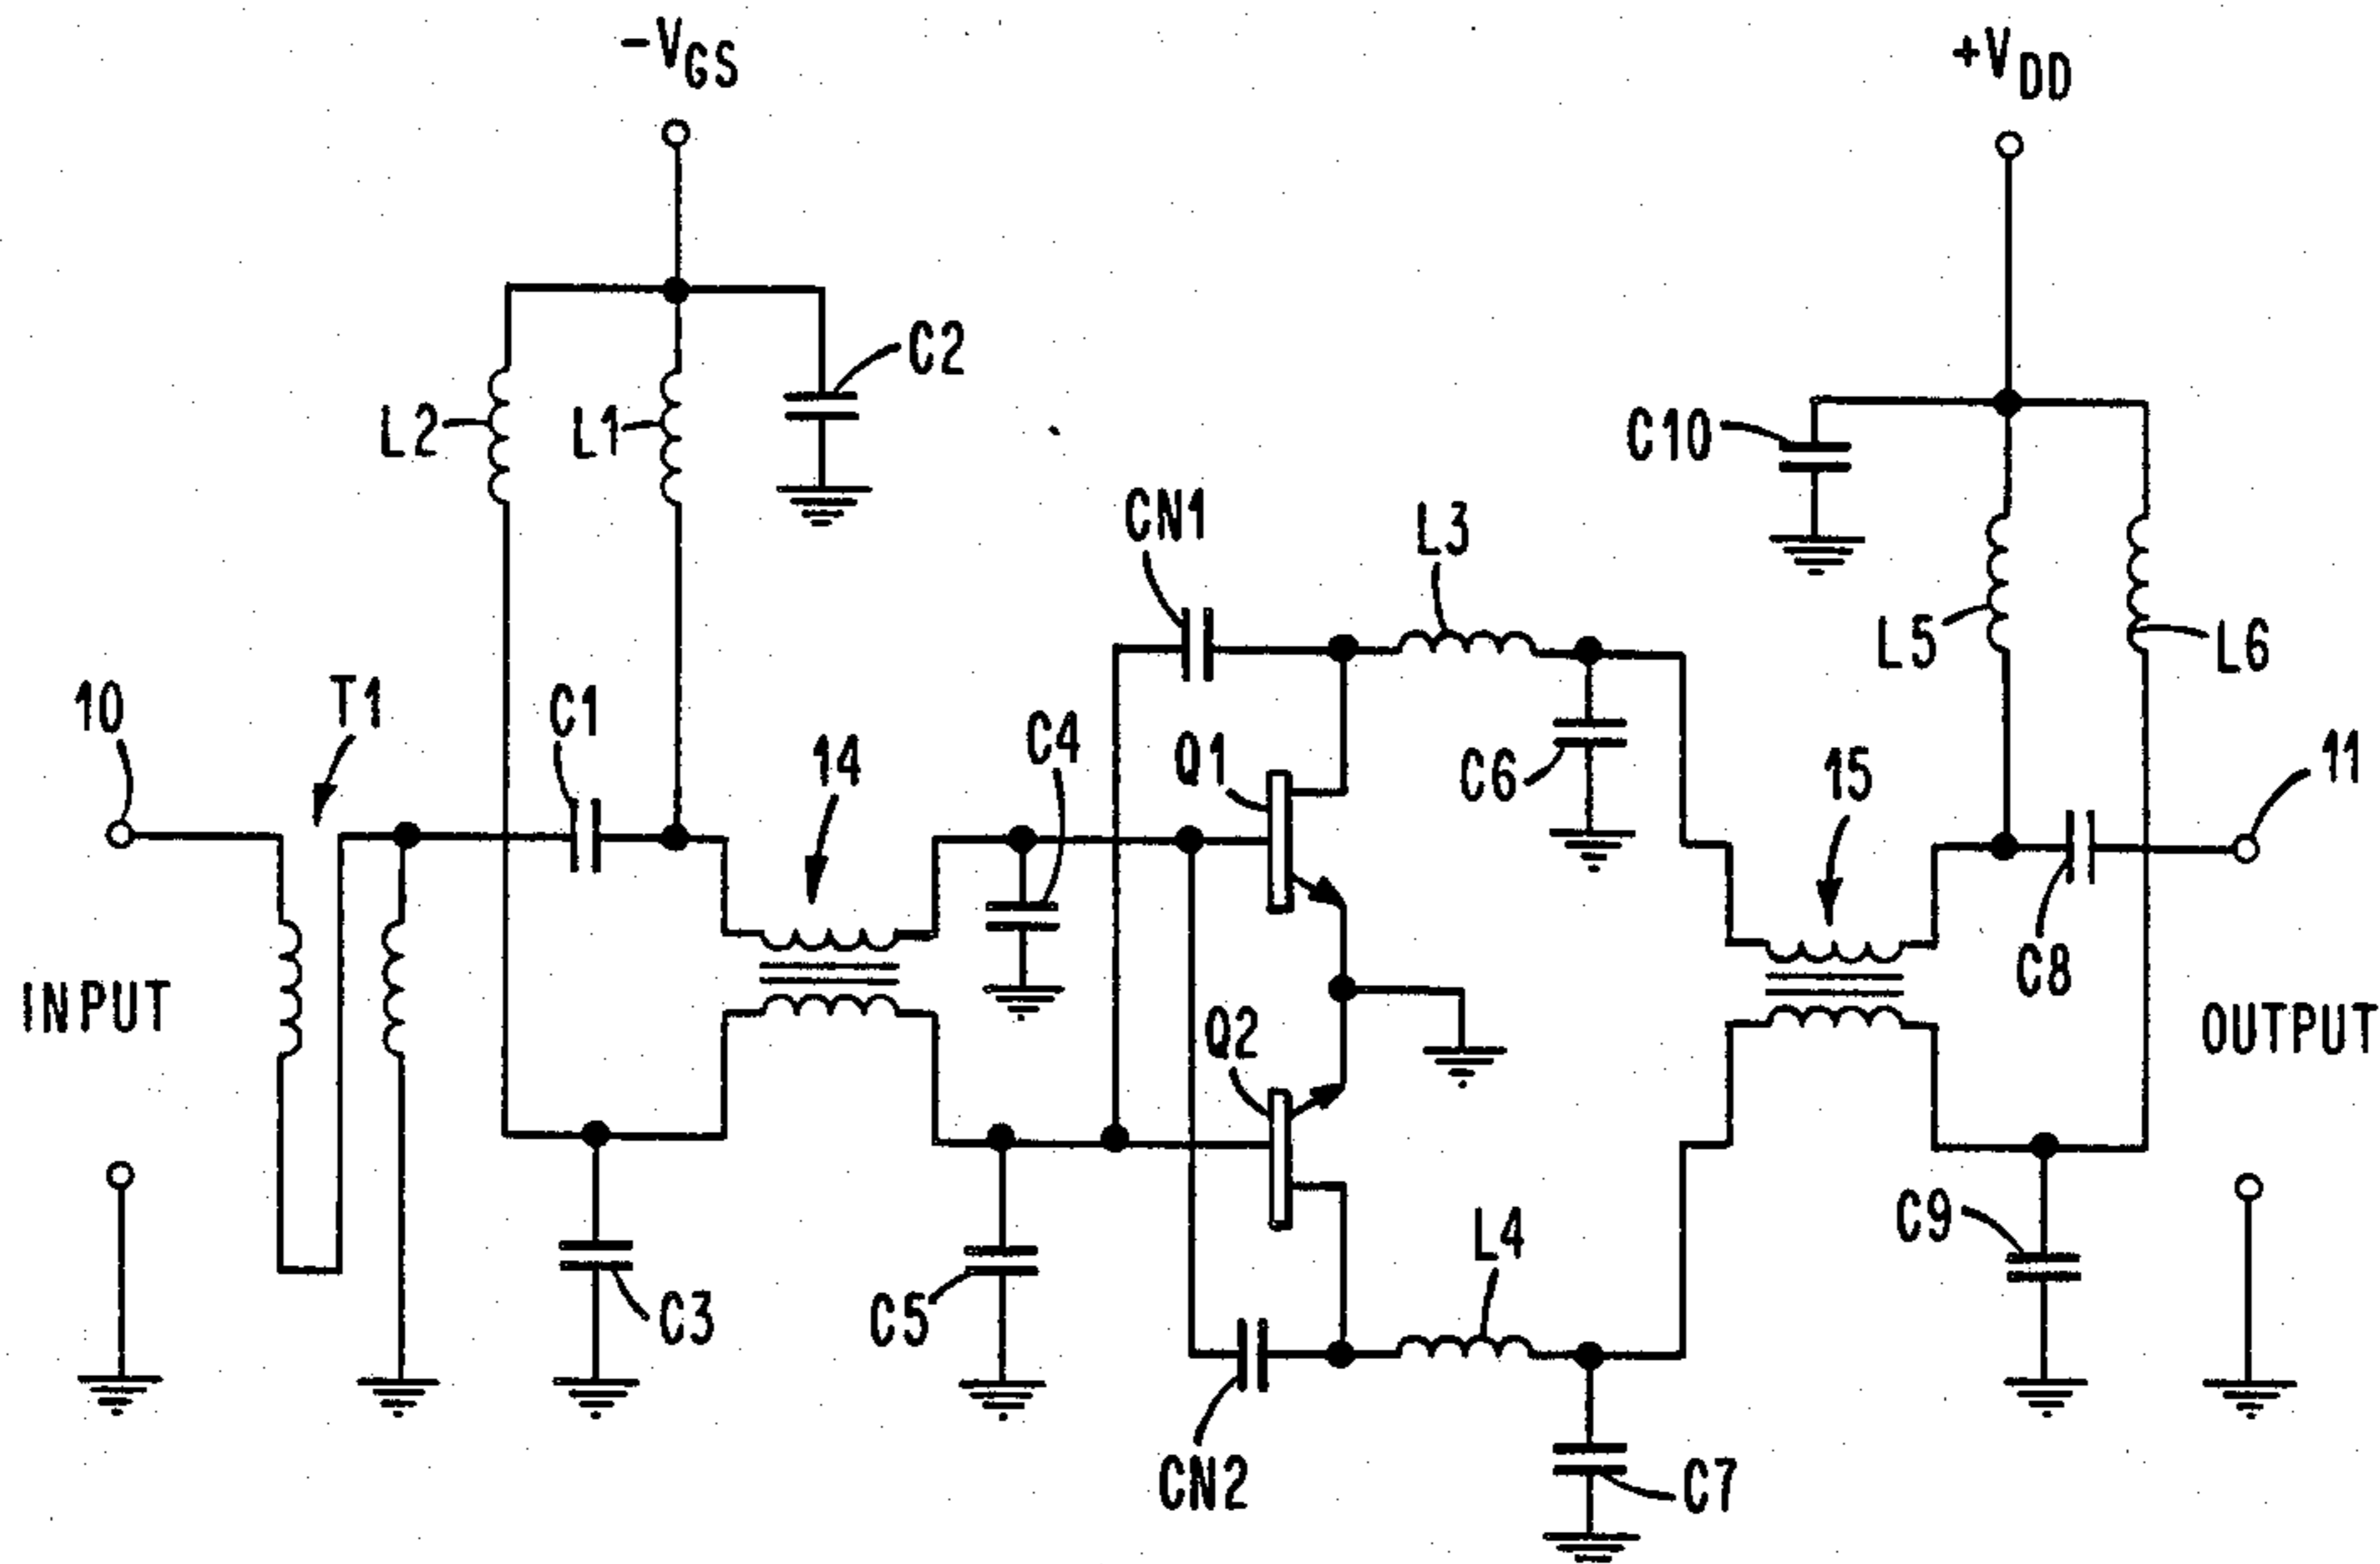 -VGS
+VDD
C2
L2
L1
C10
CN1
L3
L5
L6
10
T1
C1
14
C4
Q1
C6
15
11
C8
INPUT
Q2
OUTPUT
C3
C5
L4
C9
CN2
C7